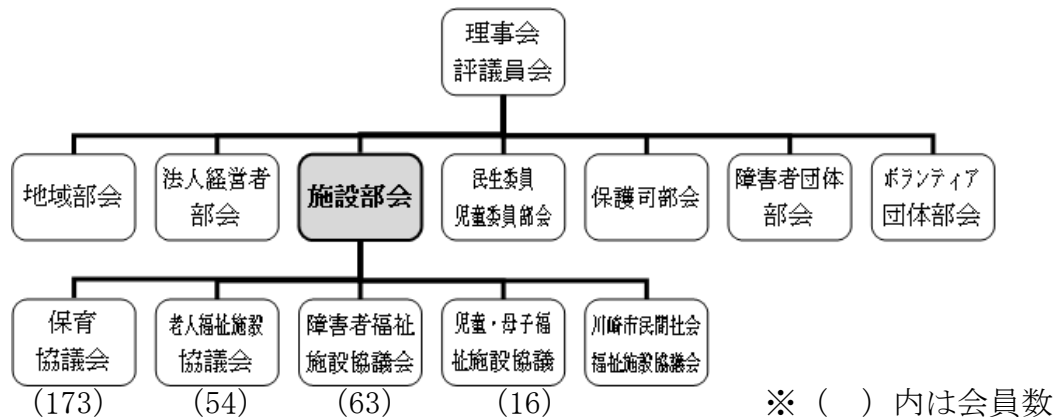 理事会
評議員会
地域部会
法人経営者
部会
施設部会
民生委員
児童委員部会
保護司部会
障害者団体
部会
ボランティア
団体部会
保育
協議会
老人福祉施設
協議会
障害者福祉
施設協議会
児童・母子福
祉施設協議
川崎市民間社会
福祉施設協議会
(173)
(54)
(63)
(16)
※（　）内は会員数